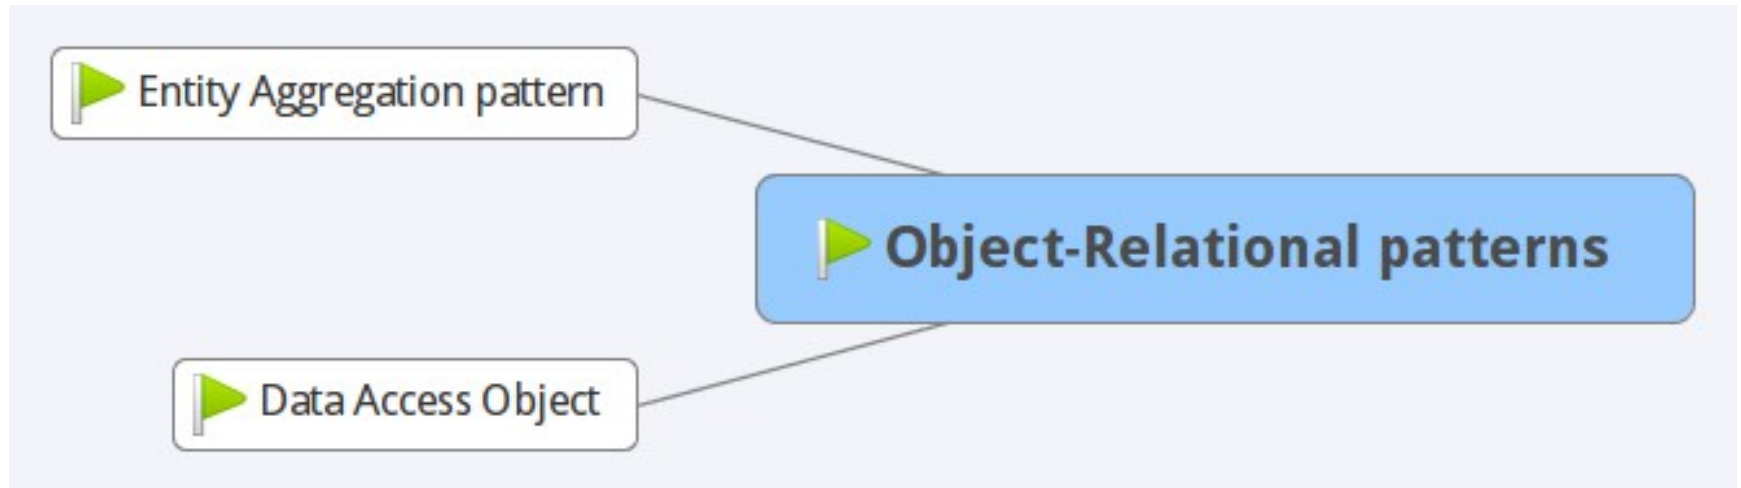 Entity Aggregation pattern
Object-Relational patterns
Data Access Object